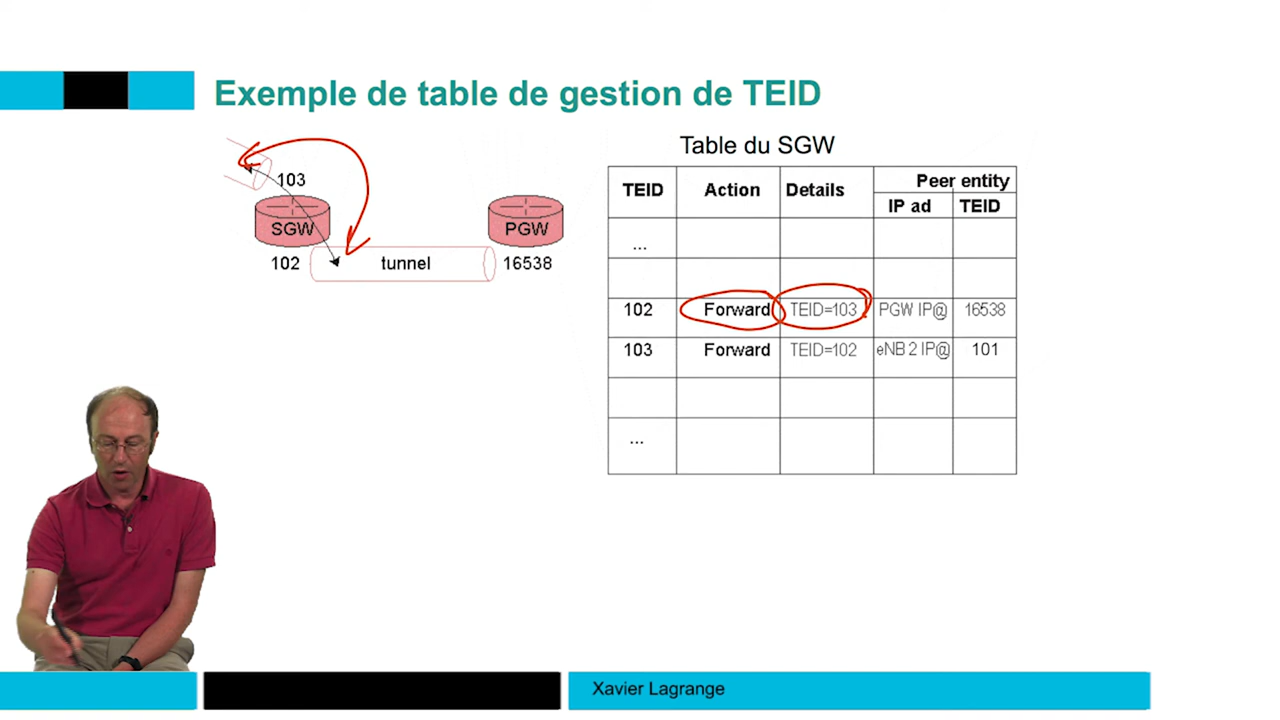 Exemple de table de gestion de TEID
103
SGW
PGW
102
tunnel
16538
Table du SGW
TEID Action Details Peer entity
IP ad TEID
...
102 Forward TEID=103 PGW IP@ 16538
103 Forward TEID=102 eNB 2 IP@ 101
...
Xavier Lagrange